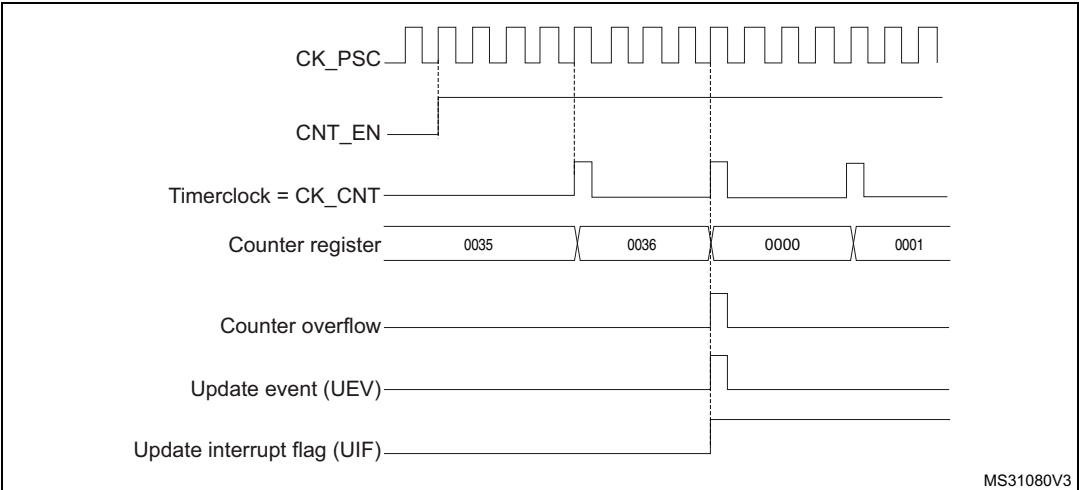 CK_PSC
CNT_EN
Timerclock = CK_CNT
Counter register 0035 0036 0000 0001
Counter overflow
Update event (UEV)
Update interrupt flag (UIF)
MS31080V3